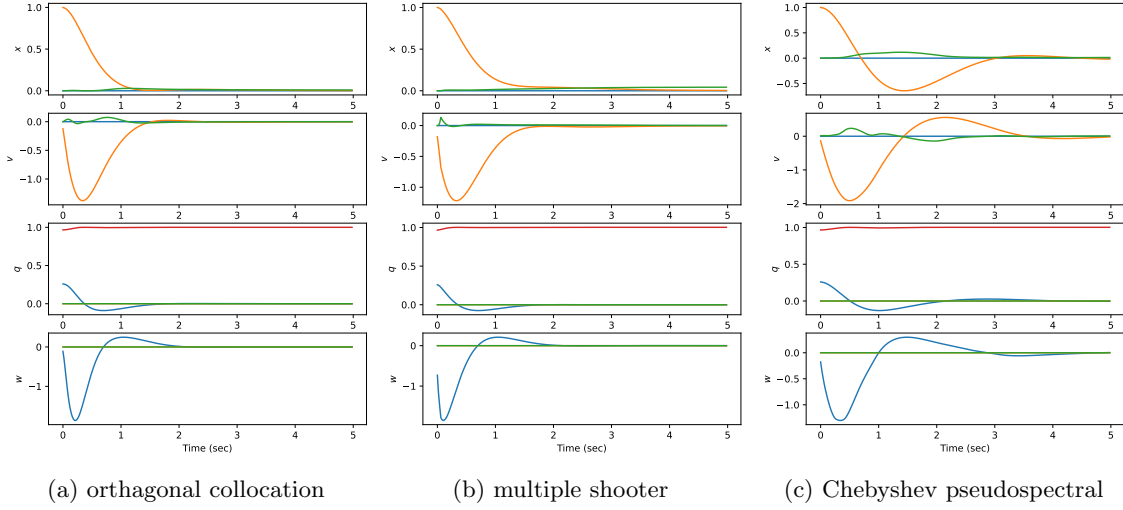 1.0
0.5
0.0
x
0 1 2 3 4 5
0.0
−0.5
−1.0
v
0 1 2 3 4 5
1.0
0.5
0.0
q
0 1 2 3 4 5
0
−1
w
0 1 2 3 4 5
Time (sec)
(a) orthagonal collocation
1.0
0.5
0.0
x
0 1 2 3 4 5
0.0
−0.5
−1.0
v
0 1 2 3 4 5
1.0
0.5
0.0
q
0 1 2 3 4 5
0
−1
w
0 1 2 3 4 5
Time (sec)
(b) multiple shooter
1.0
0.5
0.0
−0.5
x
0 1 2 3 4 5
0
−1
−2
v
0 1 2 3 4 5
1.0
0.5
0.0
q
0 1 2 3 4 5
0.0
−0.5
−1.0
w
0 1 2 3 4 5
Time (sec)
(c) Chebyshev pseudospectral